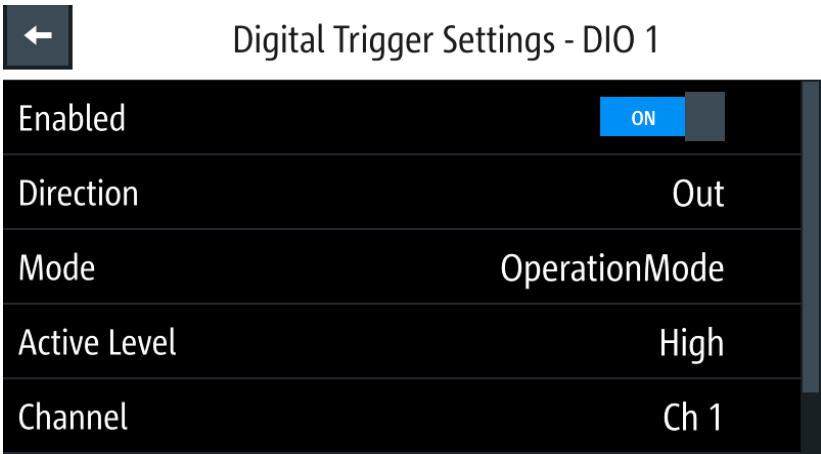 Digital Trigger Settings - DIO 1
Enabled ON
Direction Out
Mode OperationMode
Active Level High
Channel Ch 1